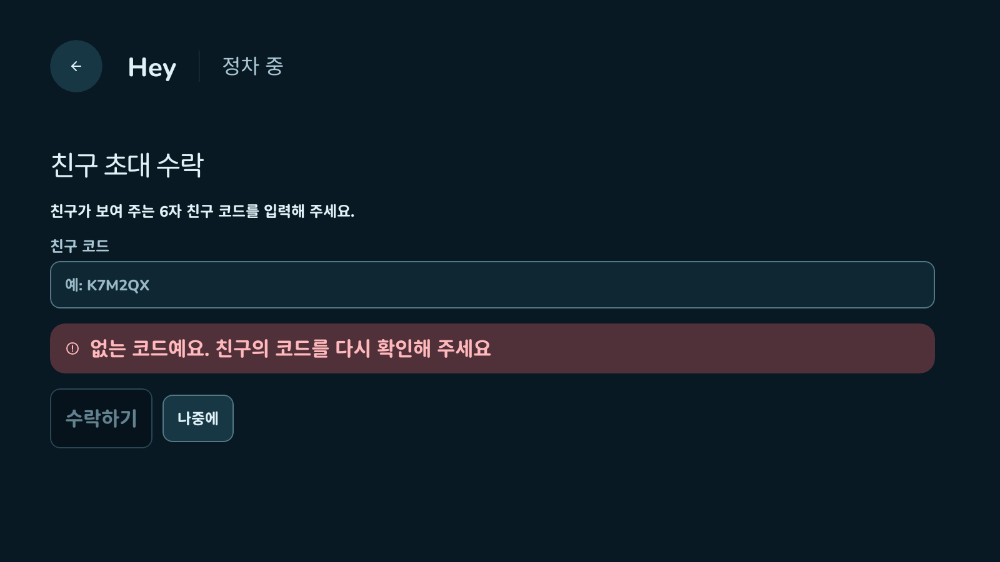 Hey
정차 중
친구 초대 수락
친구가 보여 주는 6자 친구 코드를 입력해 주세요.
친구 코드
예: K7M2QX
없는 코드예요. 친구의 코드를 다시 확인해 주세요
수락하기
나중에